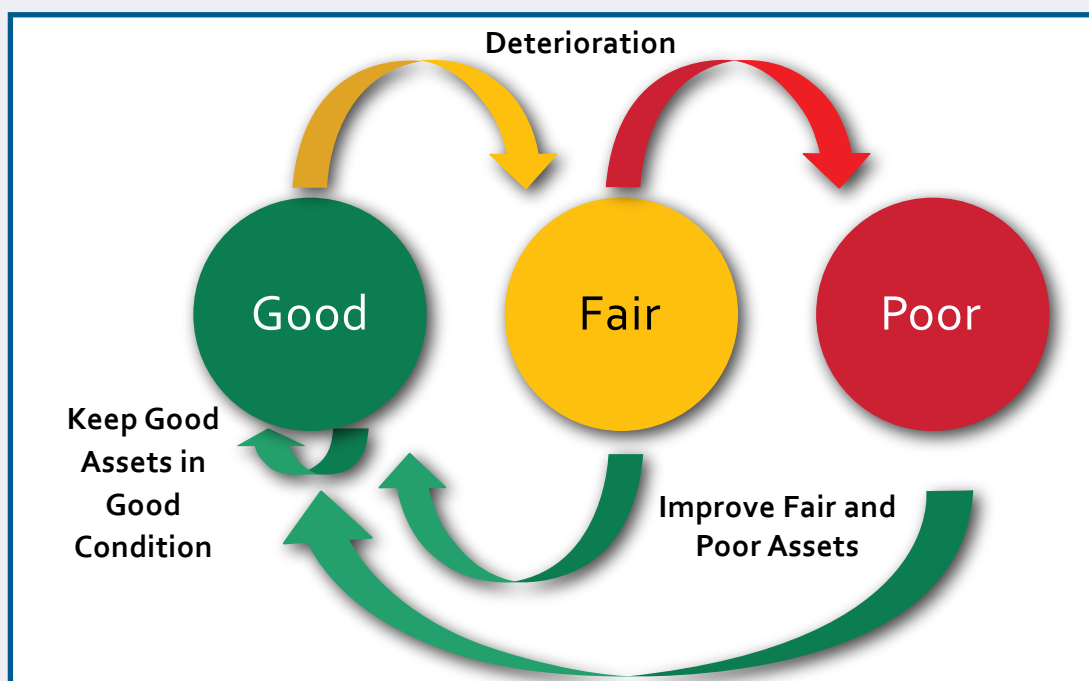 Deterioration
Good
Fair
Poor
Keep Good
Assets in
Good
Condition
Improve Fair and
Poor Assets